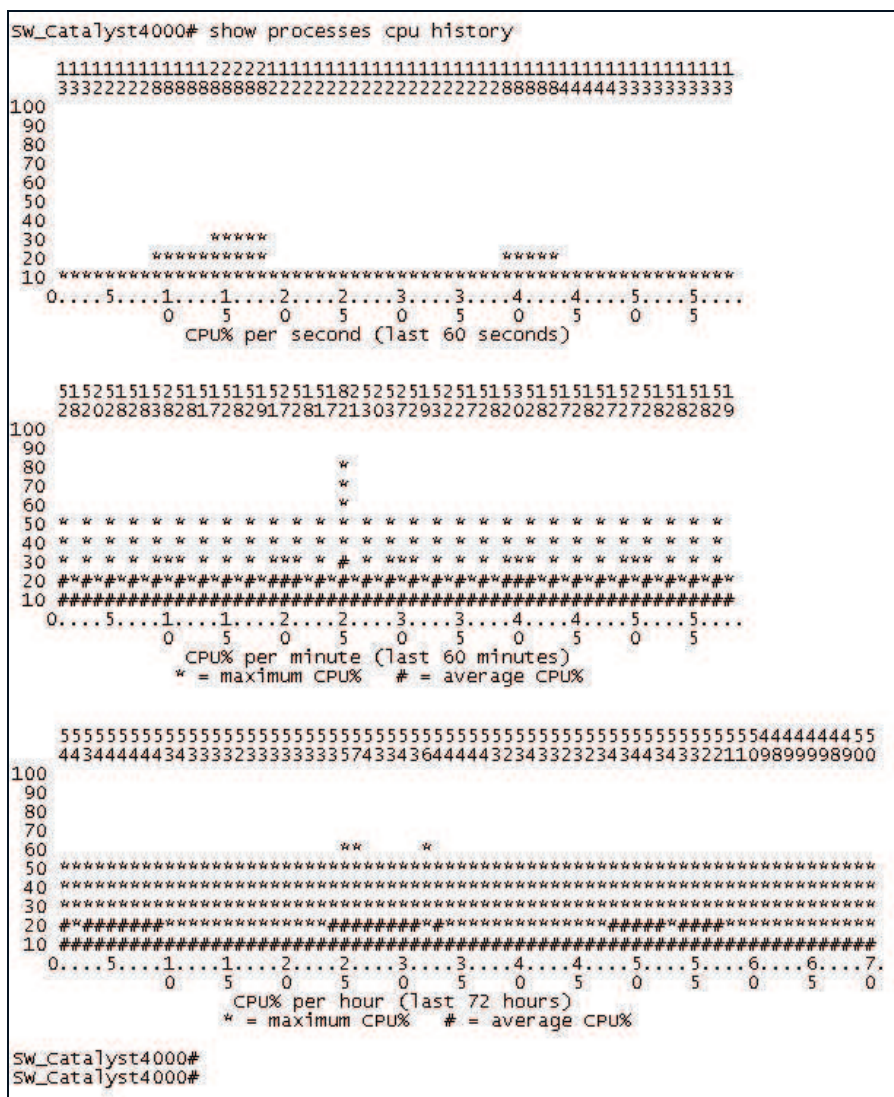 SW_Catalyst4000# show processes cpu history
1111111111111222221111111111111111111111111111111111111111
3332222288888888882222222222222222222288888444443333333333
100
90
80
70
60
50
40
30 *****
20 ********** *****
10 **********************************************************
0....5....1....1....2....2....3....3....4....4....5....5....
0 5 0 5 0 5 0 5 0 5
CPU% per second (last 60 seconds)
5152515152515151515251518252525251515153515151515251515151
2820282838281728291728172130372932272820282728282727282829
100
90
80 *
70 *
60 *
50 * * * * * * * * * * * * * * * * * * * * * * * * * * * * *
40 * * * * * * * * * * * * * * * * * * * * * * * * * * * * *
30 * * * * *** * * * *** * # * * *** * * * *** * * * *** * * *
20 #*#*#*#*#*#*#*#*#*###*#*#*#*#*#*#*#*#*###*#*#*#*#*#*#*#*#*
10 ##########################################################
0....5....1....1....2....2....3....3....4....4....5....5....
0 5 0 5 0 5 0 5 0 5
CPU% per minute (last 60 minutes)
* = maximum CPU% # = average CPU%
5555555555555555555555555555555555555555555555555555555555554444444455
4434444443433332333333335743343644444323433232343443433221109899998900
100
90
80
70
60 ** *
50 **********************************************************************
40 **********************************************************************
30 **********************************************************************
20 #*#######**************########*#**************#####*####*************
10 ######################################################################
0....5....1....1....2....2....3....3....4....4....5....5....6....6....7.
0 5 0 5 0 5 0 5 0 5 0 5 0
CPU% per hour (last 72 hours)
* = maximum CPU% # = average CPU%
SW_Catalyst4000#
SW_Catalyst4000#